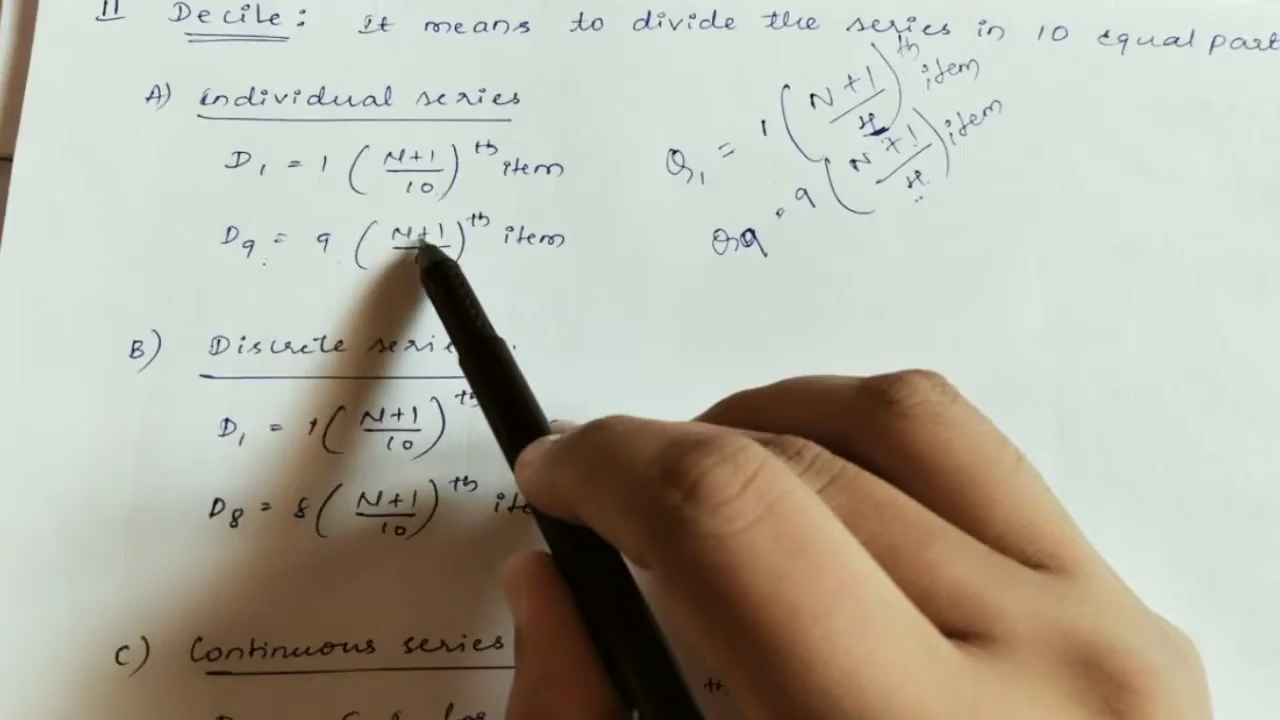 II Decile: It means to divide the series in 10 equal part
A) Individual series
D₁ = 1 (N+1/10)ᵗʰ item
D₉ = 9 (N+1/)ᵗʰ item
Q₁ = 1 (N+1/4)ᵗʰ item
Q9 = 9 (N+1/4) item
B) Discrete series
D₁ = 1 (N+1/10)ᵗʰ
D₈ = 8 (N+1/10)ᵗʰ ite
C) Continuous series
th